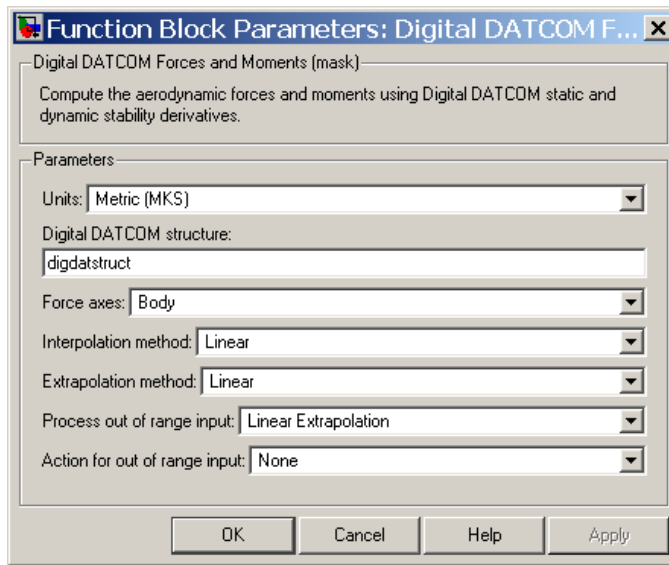 Function Block Parameters: Digital DATCOM F...
Digital DATCOM Forces and Moments (mask)
Compute the aerodynamic forces and moments using Digital DATCOM static and
dynamic stability derivatives.
Parameters
Units: Metric (MKS)
Digital DATCOM structure:
digdatstruct
Force axes: Body
Interpolation method: Linear
Extrapolation method: Linear
Process out of range input: Linear Extrapolation
Action for out of range input: None
OK Cancel Help Apply